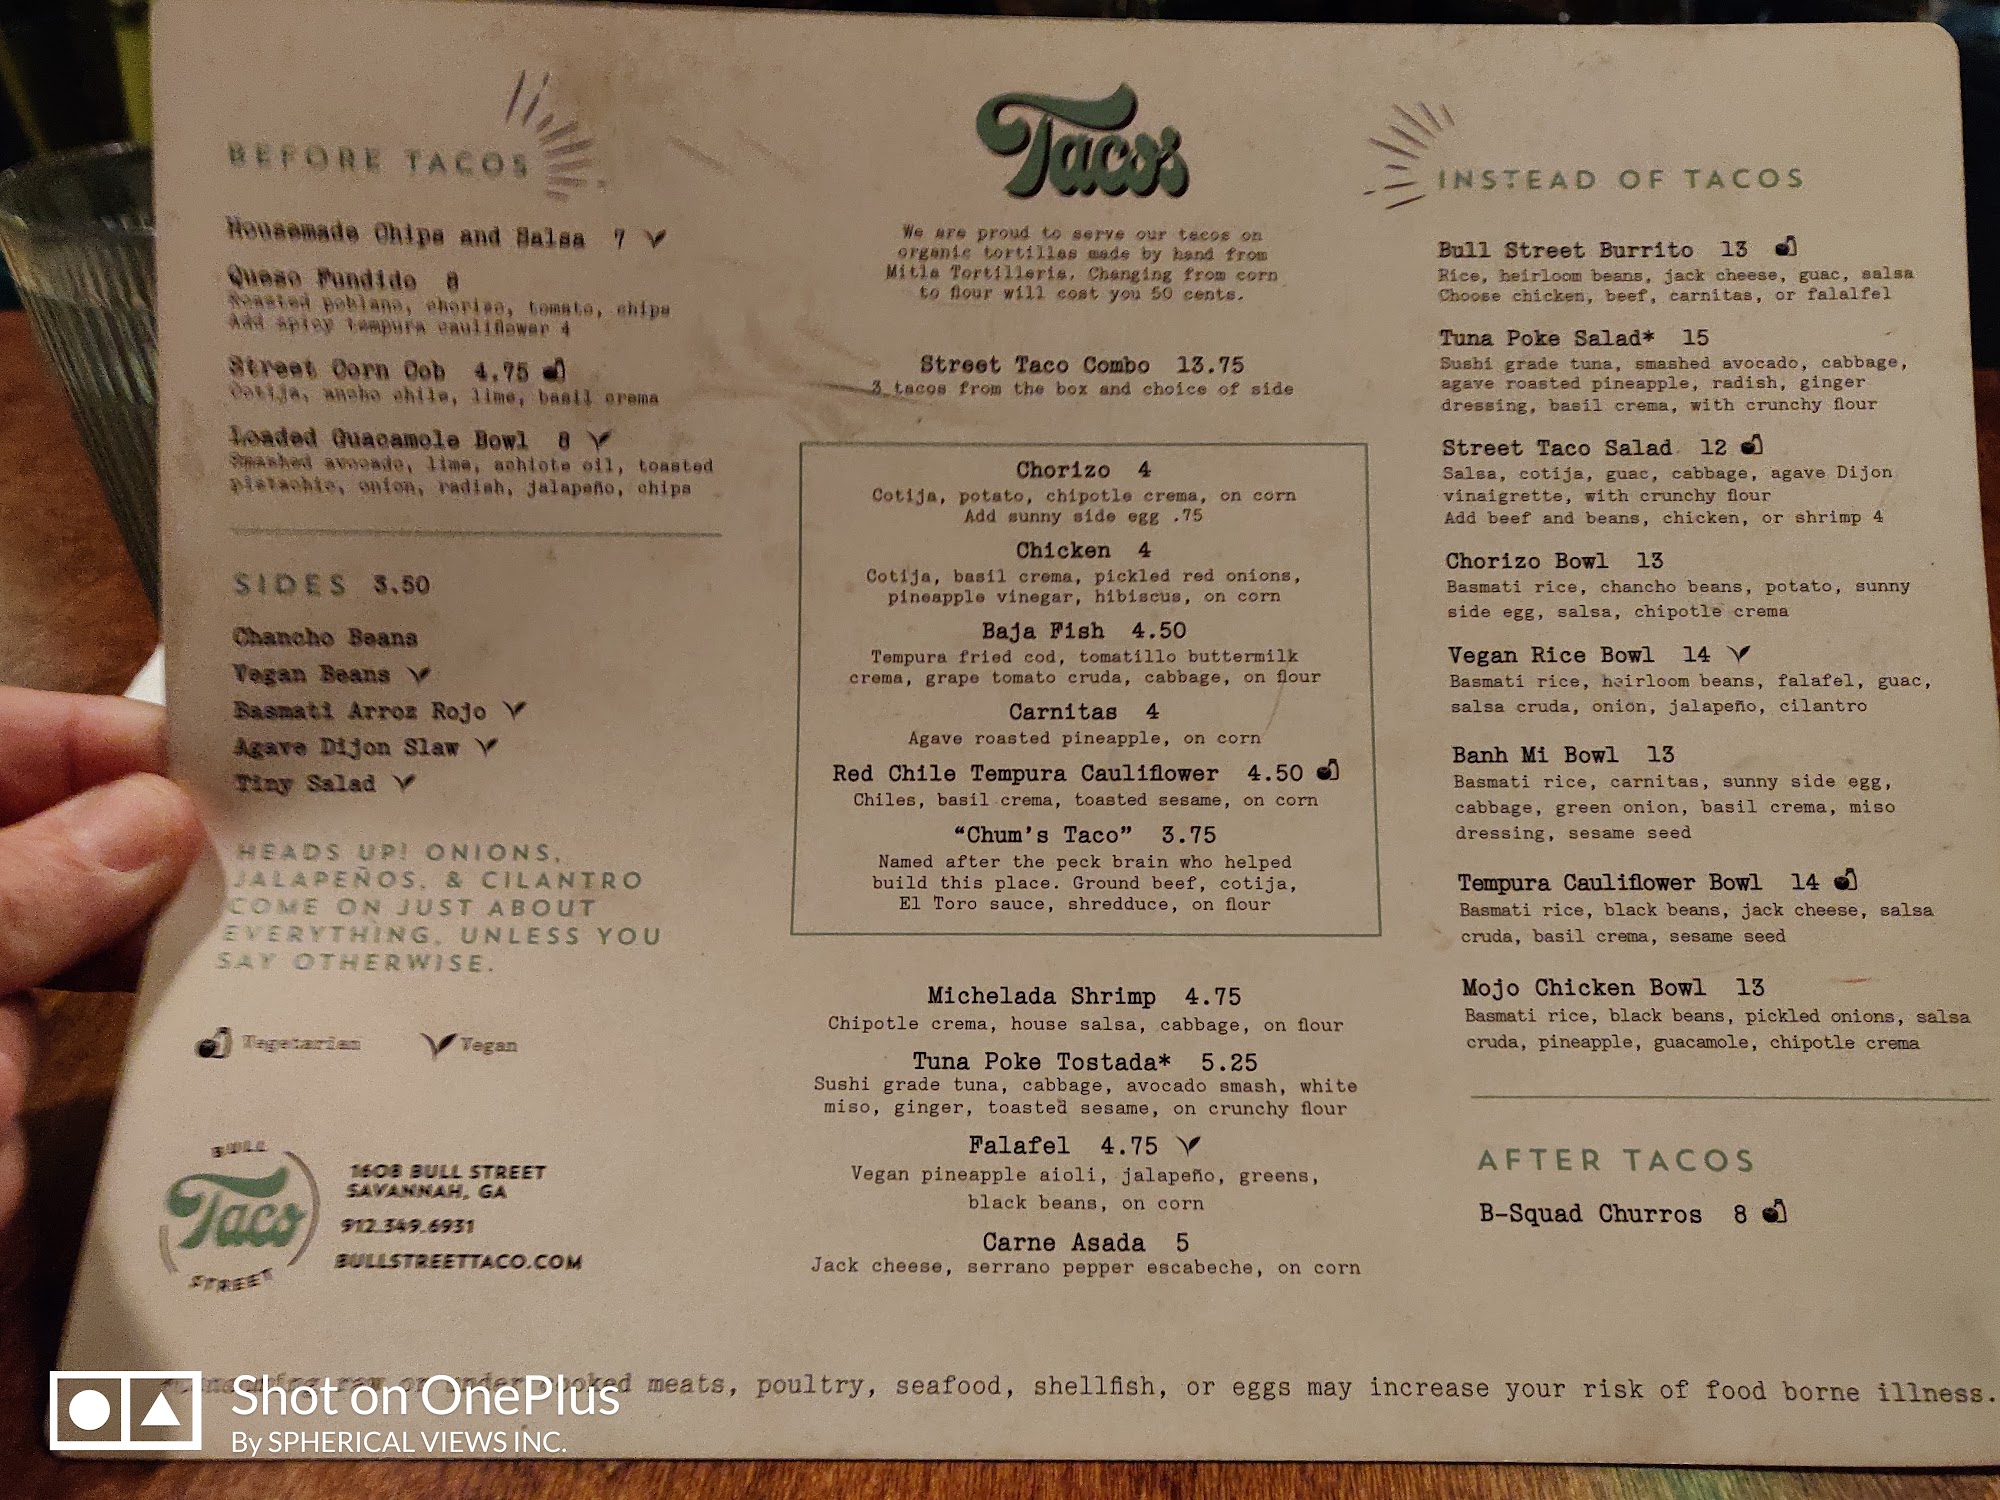 BEFORE TACOS
Housemade Chips and Salsa 7
Queso Fundido 8
Roasted poblano, chorizo, tomato, chips
Add spicy tempura cauliflower 4
Street Corn Cob 4.75
Cotija, ancho chile, lime, basil crema
Loaded Guacamole Bowl 8
Smashed avocado, lime, achiote oil, toasted
pistachio, onion, radish, jalapeño, chips
SIDES 3.50
Chancho Beans
Vegan Beans
Basmati Arroz Rojo
Agave Dijon Slaw
Tiny Salad
HEADS UP! ONIONS,
JALAPEÑOS, & CILANTRO
COME ON JUST ABOUT
EVERYTHING, UNLESS YOU
SAY OTHERWISE.
Vegetarian Vegan
BULL
Taco
STREET
1608 BULL STREET
SAVANNAH, GA
912.349.6931
BULLSTREETTACO.COM
Tacos
We are proud to serve our tacos on
organic tortillas made by hand from
Mitla Tortilleria. Changing from corn
to flour will cost you 50 cents.
Street Taco Combo 13.75
3 tacos from the box and choice of side
Chorizo 4
Cotija, potato, chipotle crema, on corn
Add sunny side egg .75
Chicken 4
Cotija, basil crema, pickled red onions,
pineapple vinegar, hibiscus, on corn
Baja Fish 4.50
Tempura fried cod, tomatillo buttermilk
crema, grape tomato cruda, cabbage, on flour
Carnitas 4
Agave roasted pineapple, on corn
Red Chile Tempura Cauliflower 4.50
Chiles, basil crema, toasted sesame, on corn
“Chum’s Taco” 3.75
Named after the peck brain who helped
build this place. Ground beef, cotija,
El Toro sauce, shredduce, on flour
Michelada Shrimp 4.75
Chipotle crema, house salsa, cabbage, on flour
Tuna Poke Tostada* 5.25
Sushi grade tuna, cabbage, avocado smash, white
miso, ginger, toasted sesame, on crunchy flour
Falafel 4.75
Vegan pineapple aioli, jalapeño, greens,
black beans, on corn
Carne Asada 5
Jack cheese, serrano pepper escabeche, on corn
INSTEAD OF TACOS
Bull Street Burrito 13
Rice, heirloom beans, jack cheese, guac, salsa
Choose chicken, beef, carnitas, or falalfel
Tuna Poke Salad* 15
Sushi grade tuna, smashed avocado, cabbage,
agave roasted pineapple, radish, ginger
dressing, basil crema, with crunchy flour
Street Taco Salad 12
Salsa, cotija, guac, cabbage, agave Dijon
vinaigrette, with crunchy flour
Add beef and beans, chicken, or shrimp 4
Chorizo Bowl 13
Basmati rice, chancho beans, potato, sunny
side egg, salsa, chipotle crema
Vegan Rice Bowl 14
Basmati rice, heirloom beans, falafel, guac,
salsa cruda, onion, jalapeño, cilantro
Banh Mi Bowl 13
Basmati rice, carnitas, sunny side egg,
cabbage, green onion, basil crema, miso
dressing, sesame seed
Tempura Cauliflower Bowl 14
Basmati rice, black beans, jack cheese, salsa
cruda, basil crema, sesame seed
Mojo Chicken Bowl 13
Basmati rice, black beans, pickled onions, salsa
cruda, pineapple, guacamole, chipotle crema
AFTER TACOS
B-Squad Churros 8
raw or under cooked meats, poultry, seafood, shellfish, or eggs may increase your risk of food borne illness.
Shot on OnePlus
By SPHERICAL VIEWS INC.